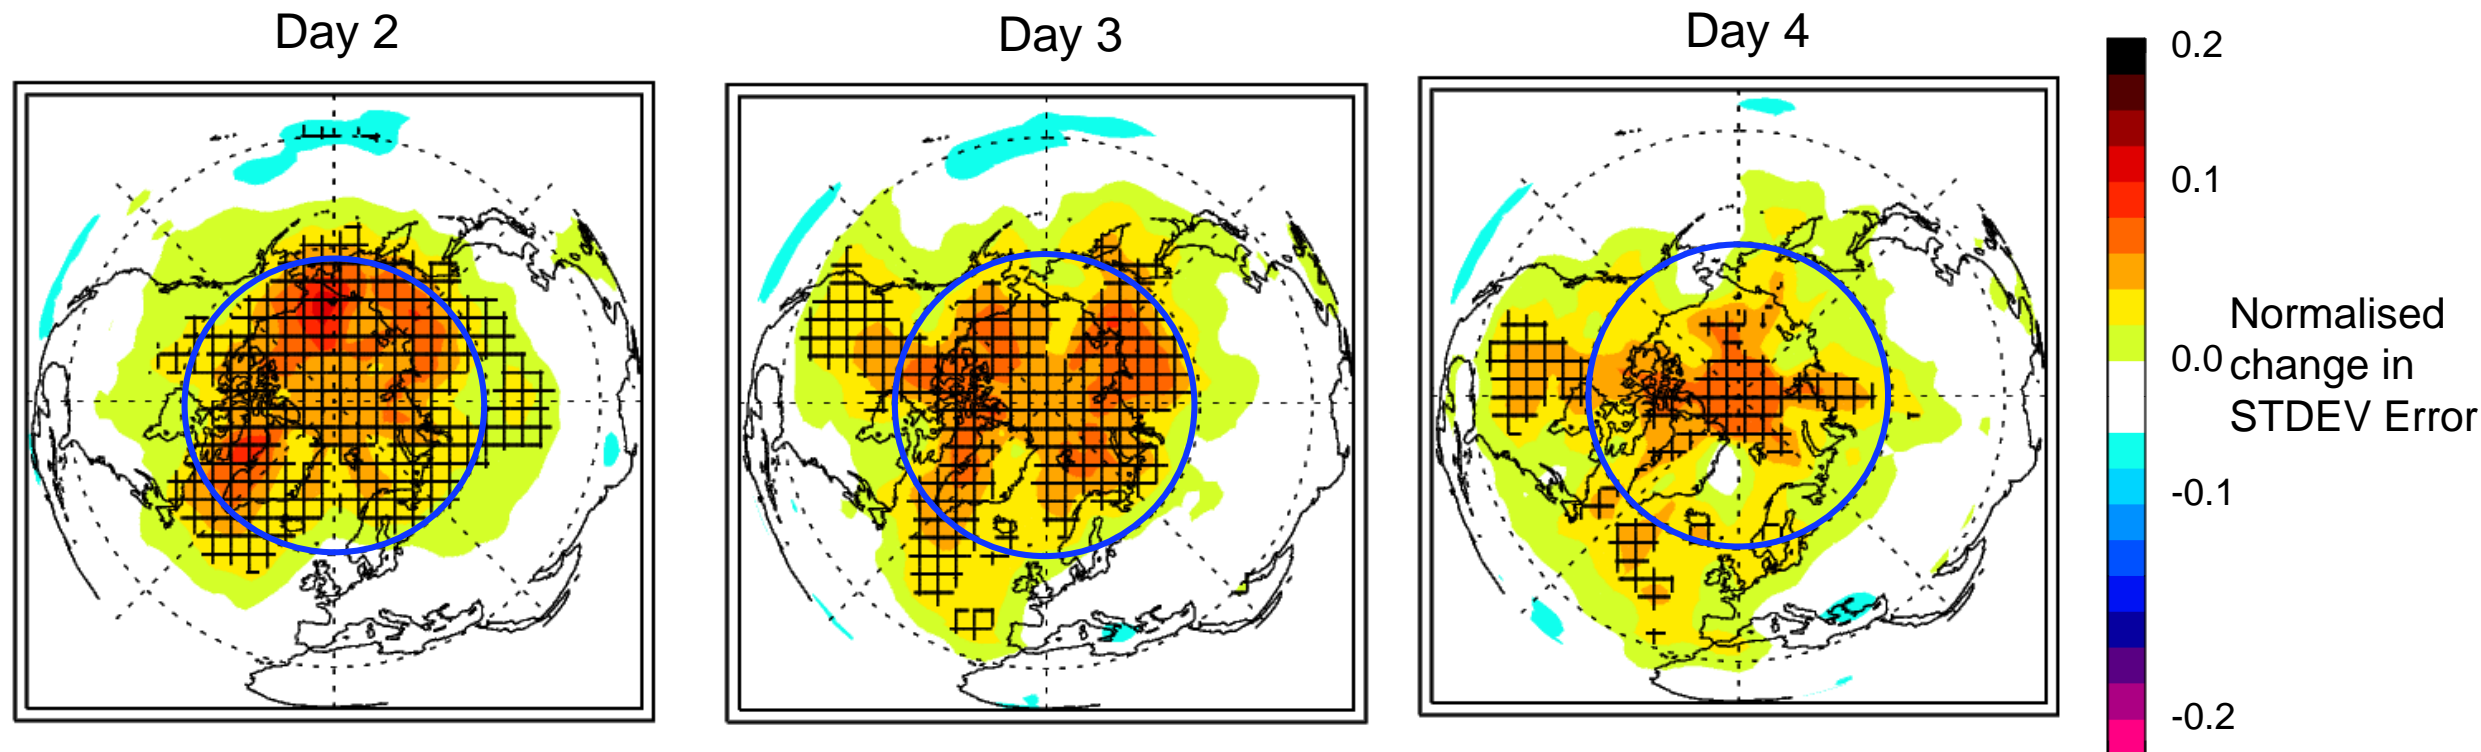 Day 2
Day 3
Day 4
0.2
0.1
0.0
-0.1
-0.2
Normalised
change in
STDEV Error